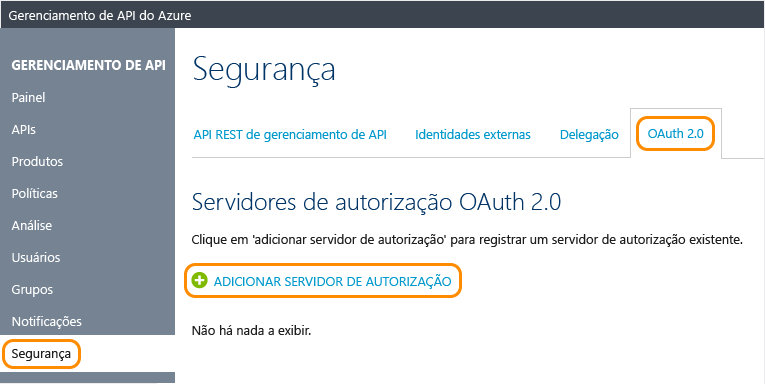 Gerenciamento de API do Azure
GERENCIAMENTO DE API
Painel
APIs
Produtos
Políticas
Análise
Usuários
Grupos
Notificações
Segurança
Segurança
API REST de gerenciamento de API
Identidades externas
Delegação
OAuth 2.0
Servidores de autorização OAuth 2.0
Clique em 'adicionar servidor de autorização' para registrar um servidor de autorização existente.
ADICIONAR SERVIDOR DE AUTORIZAÇÃO
Não há nada a exibir.